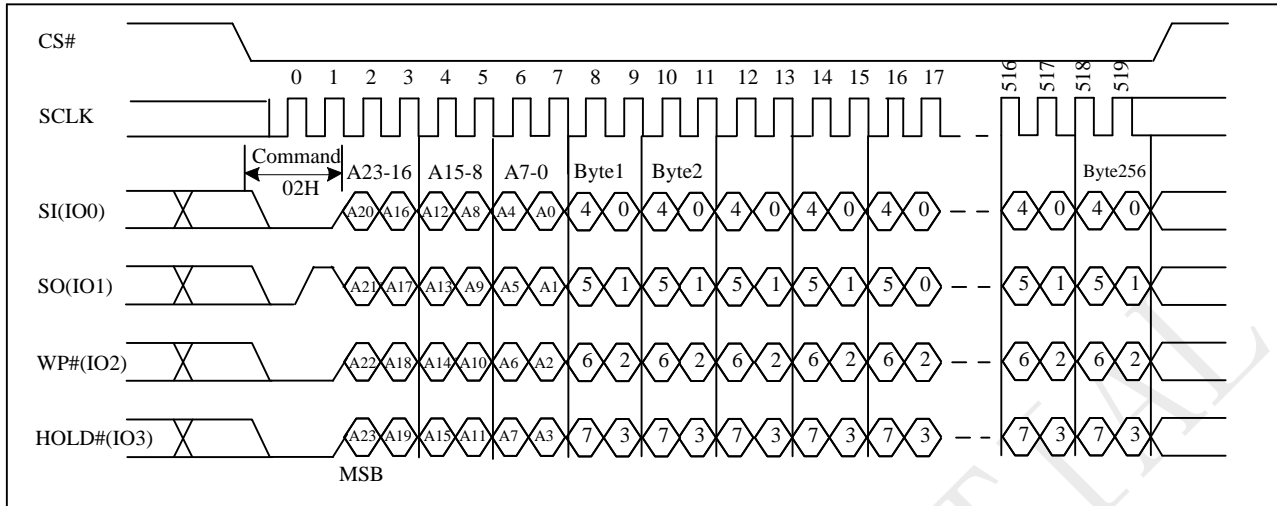 CS#
0 1 2 3 4 5 6 7 8 9 10 11 12 13 14 15 16 17 516 517 518 519
SCLK
Command
02H
A23-16 A15-8 A7-0 Byte1 Byte2 Byte256
SI(IO0) A20 A16 A12 A8 A4 A0 4 0 4 0 4 0 4 0 4 0 4 0 4 0
SO(IO1) A21 A17 A13 A9 A5 A1 5 1 5 1 5 1 5 1 5 0 5 1 5 1
WP#(IO2) A22 A18 A14 A10 A6 A2 6 2 6 2 6 2 6 2 6 2 6 2 6 2
HOLD#(IO3) A23 A19 A15 A11 A7 A3 7 3 7 3 7 3 7 3 7 3 7 3 7 3
MSB
TIAL